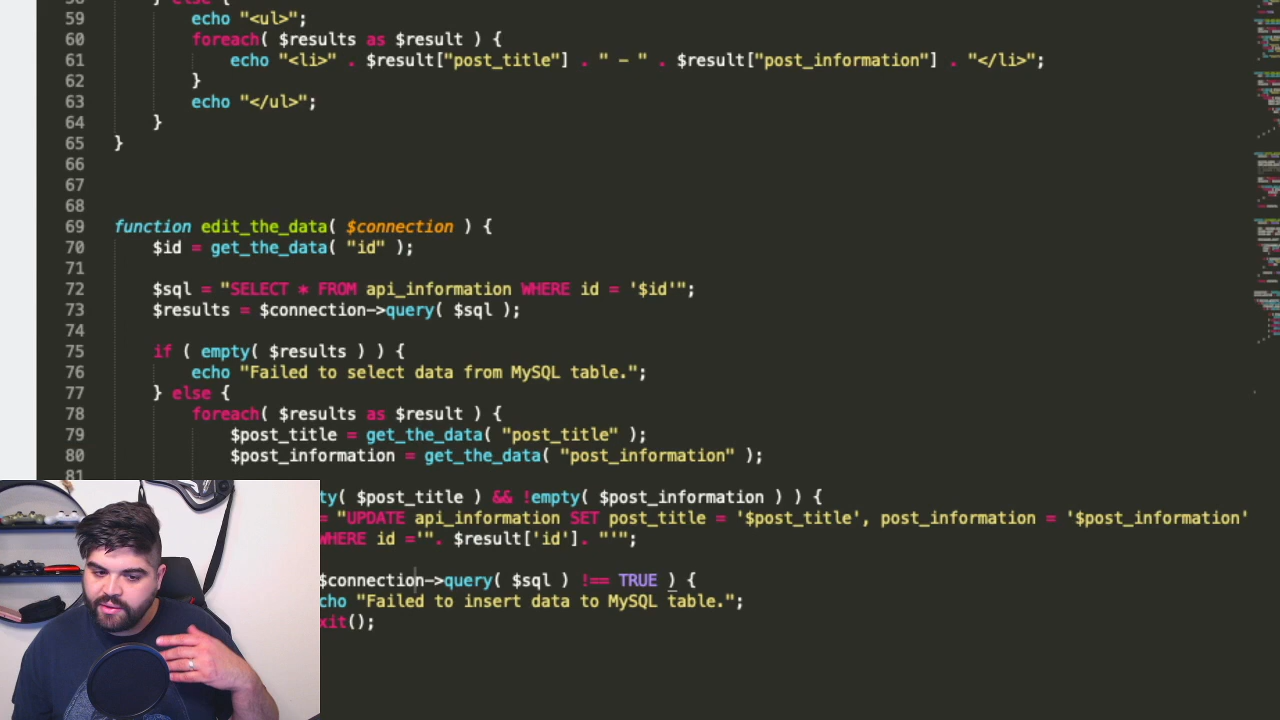 58 } else {
59 echo "<ul>";
60 foreach( $results as $result ) {
61 echo "<li>" . $result["post_title"] . " - " . $result["post_information"] . "</li>";
62 }
63 echo "</ul>";
64 }
65 }
66
67
68
69 function edit_the_data( $connection ) {
70 $id = get_the_data( "id" );
71
72 $sql = "SELECT * FROM api_information WHERE id = '$id'";
73 $results = $connection->query( $sql );
74
75 if ( empty( $results ) ) {
76 echo "Failed to select data from MySQL table.";
77 } else {
78 foreach( $results as $result ) {
79 $post_title = get_the_data( "post_title" );
80 $post_information = get_the_data( "post_information" );
81
ty( $post_title ) && !empty( $post_information ) ) {
= "UPDATE api_information SET post_title = '$post_title', post_information = '$post_information'
WHERE id ='". $result['id']. "'";
$connection->query( $sql ) !== TRUE ) {
cho "Failed to insert data to MySQL table.";
xit();